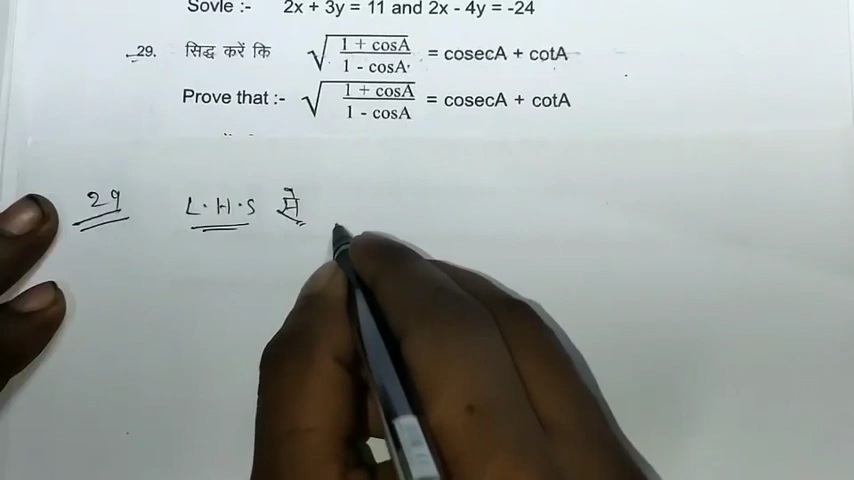 Sovle :- 2x + 3y = 11 and 2x - 4y = -24
29. सिद्ध करें कि √(1 + cosA / 1 - cosA) = cosecA + cotA
Prove that :- √(1 + cosA / 1 - cosA) = cosecA + cotA
29 L.H.S से